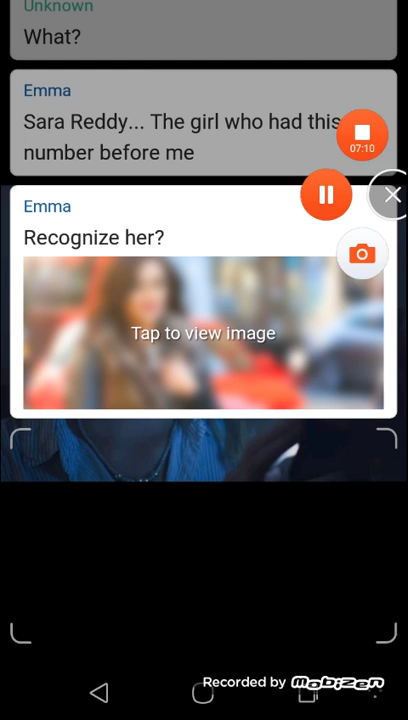 Unknown
What?
Emma
Sara Reddy... The girl who had this
number before me
07:10
Emma
Recognize her?
Tap to view image
Recorded by Mobizen